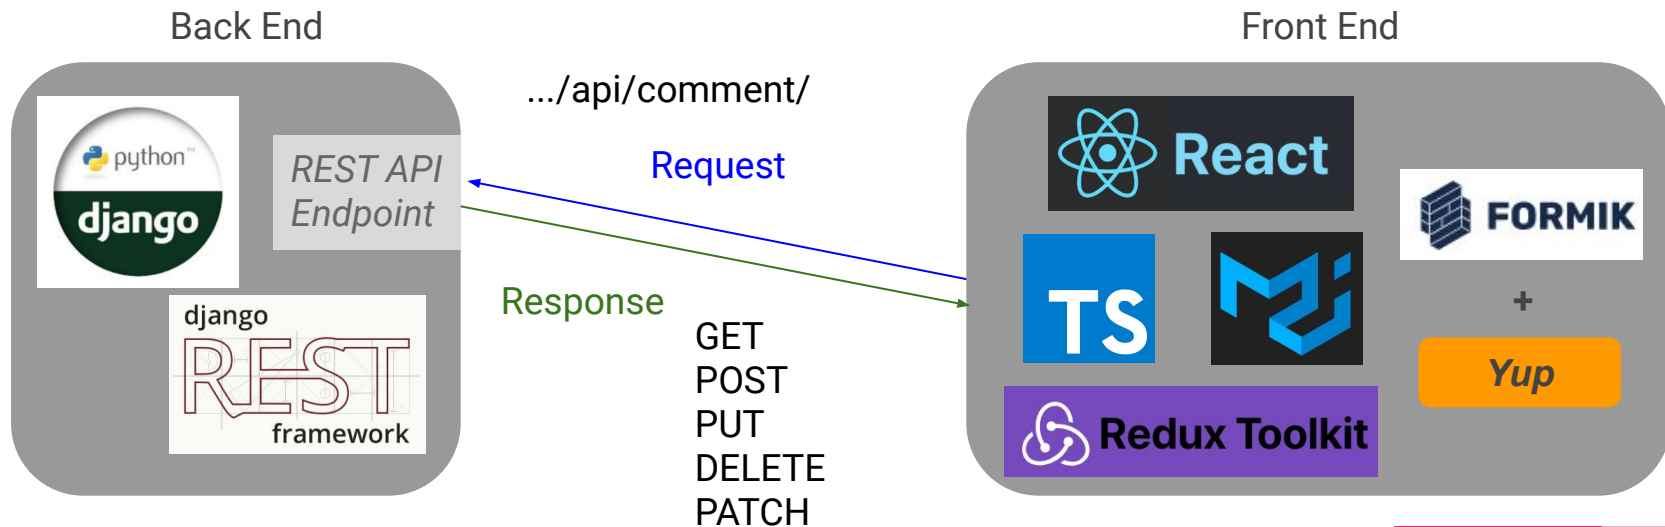 Back End
Front End
.../api/comment/
python™
django
REST API
Endpoint
django
REST
framework
Request
Response
GET
POST
PUT
DELETE
PATCH
React
TS
FORMIK
+
Yup
Redux Toolkit